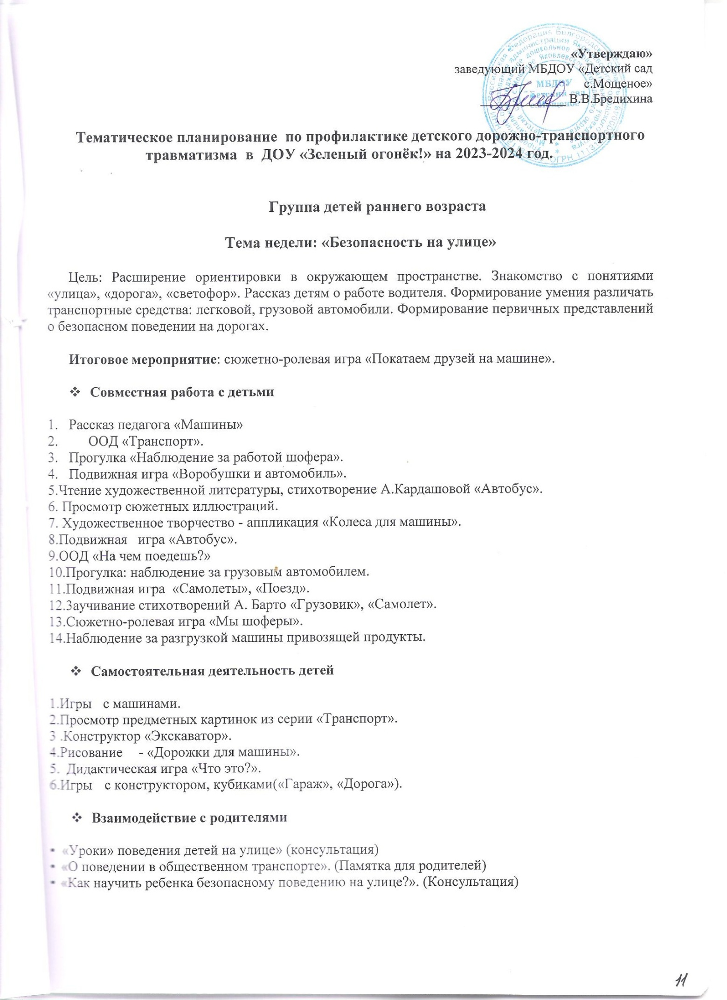 «Утверждаю»
заведующий МБДОУ «Детский сад
с.Мощеное»
В.В.Бредихина
МБДОУ
"Детский сад
с.Мощеное"
Тематическое планирование по профилактике детского дорожно-транспортного
травматизма в ДОУ «Зеленый огонёк!» на 2023-2024 год.
Группа детей раннего возраста
Тема недели: «Безопасность на улице»
Цель: Расширение ориентировки в окружающем пространстве. Знакомство с понятиями
«улица», «дорога», «светофор». Рассказ детям о работе водителя. Формирование умения различать
транспортные средства: легковой, грузовой автомобили. Формирование первичных представлений
о безопасном поведении на дорогах.
Итоговое мероприятие: сюжетно-ролевая игра «Покатаем друзей на машине».
❖ Совместная работа с детьми
1. Рассказ педагога «Машины»
2. ООД «Транспорт».
3. Прогулка «Наблюдение за работой шофера».
4. Подвижная игра «Воробушки и автомобиль».
5.Чтение художественной литературы, стихотворение А.Кардашовой «Автобус».
6. Просмотр сюжетных иллюстраций.
7. Художественное творчество - аппликация «Колеса для машины».
8.Подвижная игра «Автобус».
9.ООД «На чем поедешь?»
10.Прогулка: наблюдение за грузовым автомобилем.
11.Подвижная игра «Самолеты», «Поезд».
12.Заучивание стихотворений А. Барто «Грузовик», «Самолет».
13.Сюжетно-ролевая игра «Мы шоферы».
14.Наблюдение за разгрузкой машины привозящей продукты.
❖ Самостоятельная деятельность детей
1.Игры с машинами.
2.Просмотр предметных картинок из серии «Транспорт».
3 .Конструктор «Экскаватор».
4.Рисование - «Дорожки для машины».
5. Дидактическая игра «Что это?».
6.Игры с конструктором, кубиками(«Гараж», «Дорога»).
❖ Взаимодействие с родителями
• «Уроки» поведения детей на улице» (консультация)
• «О поведении в общественном транспорте». (Памятка для родителей)
• «Как научить ребенка безопасному поведению на улице?». (Консультация)
11